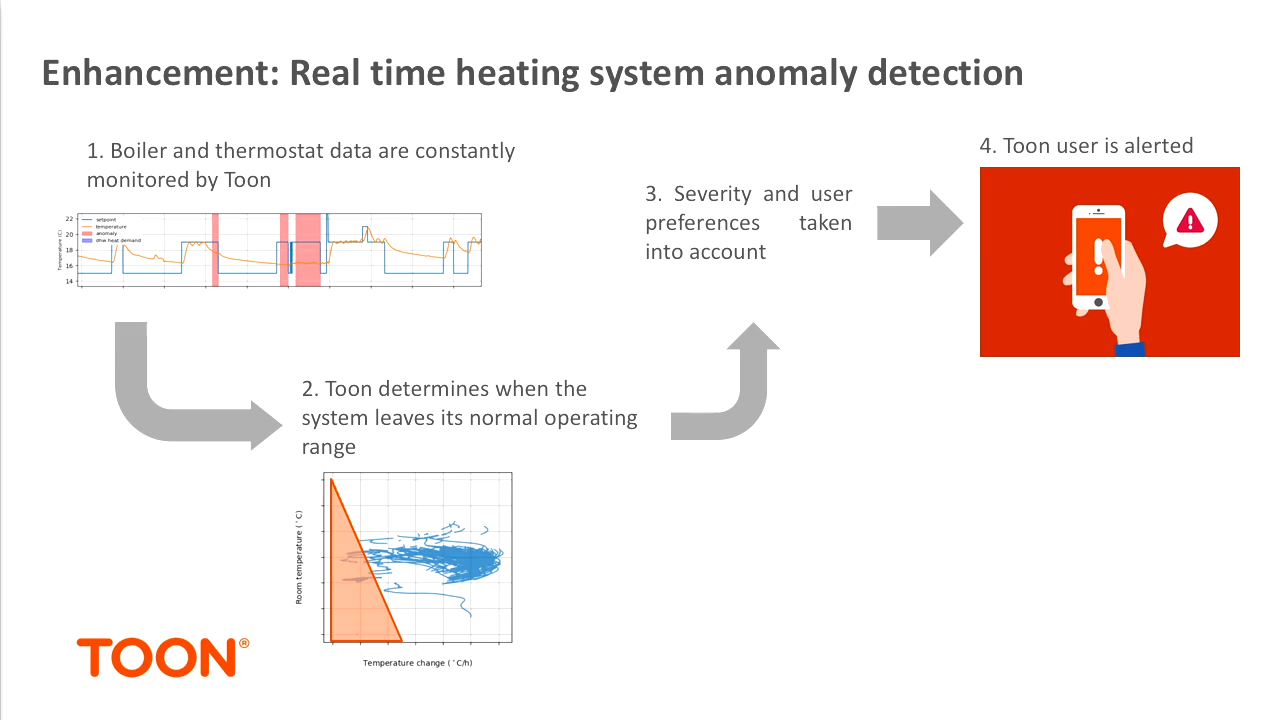 Enhancement: Real time heating system anomaly detection
1. Boiler and thermostat data are constantly
monitored by Toon
22
20
18
16
14
Temperature (C)
setpoint
temperature
anomaly
dhw heat demand
2. Toon determines when the
system leaves its normal operating
range
Room temperature (˚C)
Temperature change (˚C/h)
3. Severity and user
preferences taken
into account
4. Toon user is alerted
!
!
TOON®